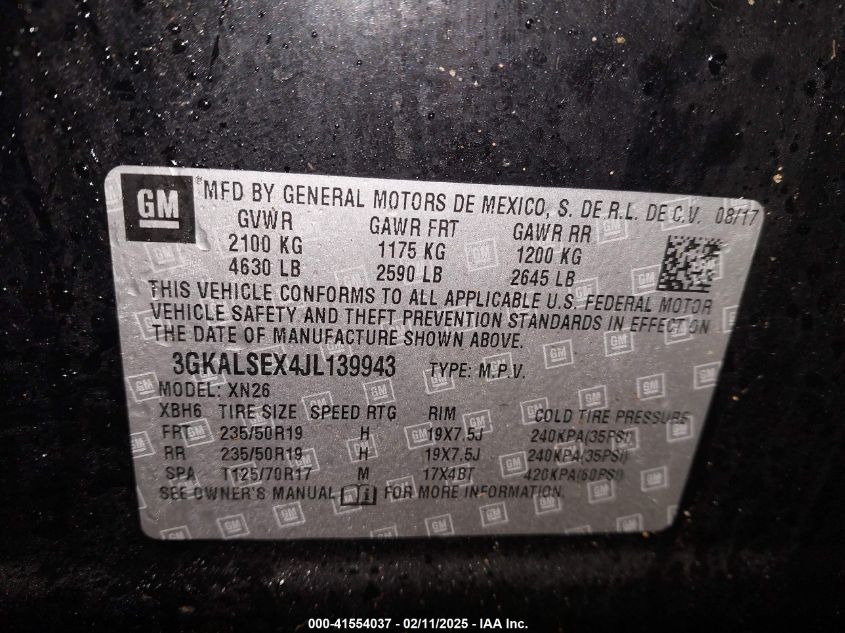 GM ® MFD BY GENERAL MOTORS DE MEXICO, S. DE R.L. DE C.V. 08/17
GVWR GAWR FRT GAWR RR
2100 KG 1175 KG 1200 KG
4630 LB 2590 LB 2645 LB
THIS VEHICLE CONFORMS TO ALL APPLICABLE U.S. FEDERAL MOTOR
VEHICLE SAFETY AND THEFT PREVENTION STANDARDS IN EFFECT ON
THE DATE OF MANUFACTURE SHOWN ABOVE.
3GKALSEX4JL139943 TYPE: M.P.V.
MODEL: XN26
XBH6 TIRE SIZE SPEED RTG RIM COLD TIRE PRESSURE
FRT 235/50R19 H 19X7.5J 240KPA(35PSI)
RR 235/50R19 H 19X7.5J 240KPA(35PSI)
SPA T125/70R17 M 17X4BT 420KPA(60PSI)
SEE OWNER'S MANUAL FOR MORE INFORMATION.
000-41554037 - 02/11/2025 - IAA Inc.